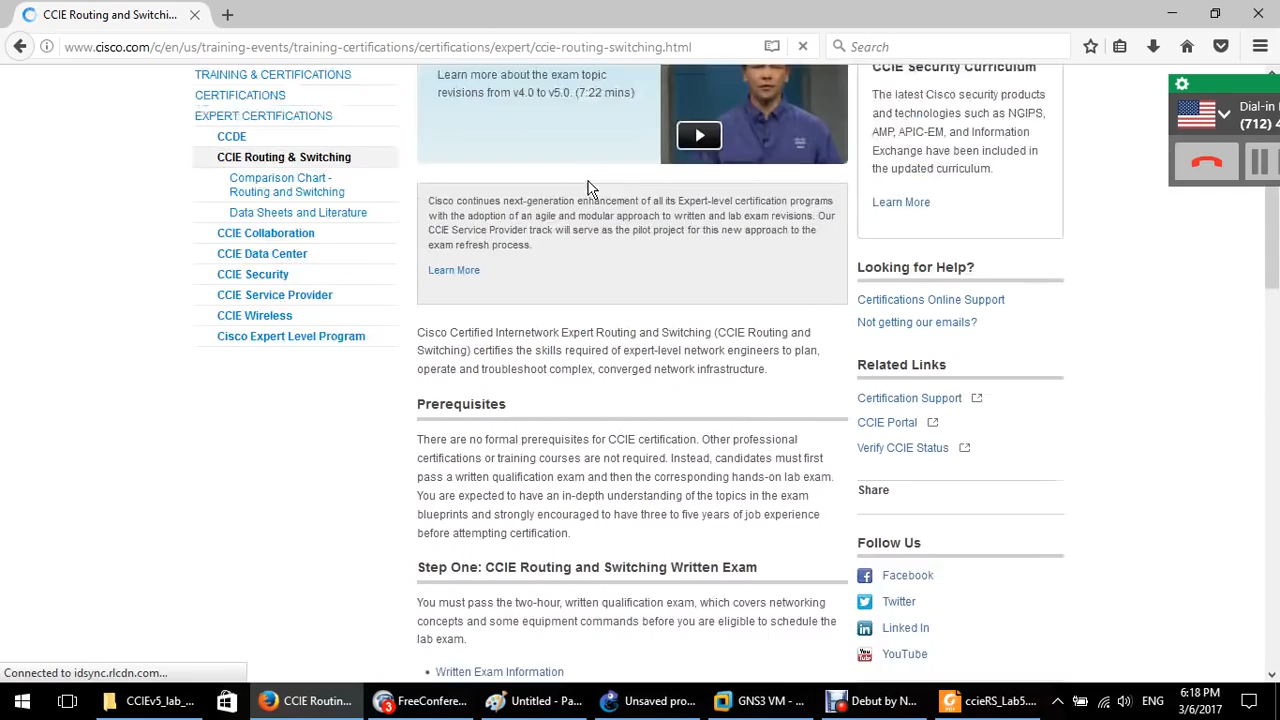 CCIE Routing and Switchi...
www.cisco.com/c/en/us/training-events/training-certifications/certifications/expert/ccie-routing-switching.html
Search
TRAINING & CERTIFICATIONS
CERTIFICATIONS
EXPERT CERTIFICATIONS
CCDE
CCIE Routing & Switching
Comparison Chart -
Routing and Switching
Data Sheets and Literature
CCIE Collaboration
CCIE Data Center
CCIE Security
CCIE Service Provider
CCIE Wireless
Cisco Expert Level Program
Learn more about the exam topic
revisions from v4.0 to v5.0. (7:22 mins)
Cisco continues next-generation enhancement of all its Expert-level certification programs
with the adoption of an agile and modular approach to written and lab exam revisions. Our
CCIE Service Provider track will serve as the pilot project for this new approach to the
exam refresh process.
Learn More
Cisco Certified Internetwork Expert Routing and Switching (CCIE Routing and
Switching) certifies the skills required of expert-level network engineers to plan,
operate and troubleshoot complex, converged network infrastructure.
Prerequisites
There are no formal prerequisites for CCIE certification. Other professional
certifications or training courses are not required. Instead, candidates must first
pass a written qualification exam and then the corresponding hands-on lab exam.
You are expected to have an in-depth understanding of the topics in the exam
blueprints and strongly encouraged to have three to five years of job experience
before attempting certification.
Step One: CCIE Routing and Switching Written Exam
You must pass the two-hour, written qualification exam, which covers networking
concepts and some equipment commands before you are eligible to schedule the
lab exam.
• Written Exam Information
CCIE Security Curriculum
The latest Cisco security products
and technologies such as NGIPS,
AMP, APIC-EM, and Information
Exchange have been included in
the updated curriculum.
Learn More
Looking for Help?
Certifications Online Support
Not getting our emails?
Related Links
Certification Support
CCIE Portal
Verify CCIE Status
Share
Follow Us
Facebook
Twitter
Linked In
YouTube
Dial-in
(712) 4
Connected to idsync.rlcdn.com...
CCIEv5_lab_...
CCIE Routin...
3
FreeConfere...
Untitled - Pa...
Unsaved pro...
GNS3 VM - ...
Debut by N...
ccieRS_Lab5....
ENG
6:18 PM
3/6/2017